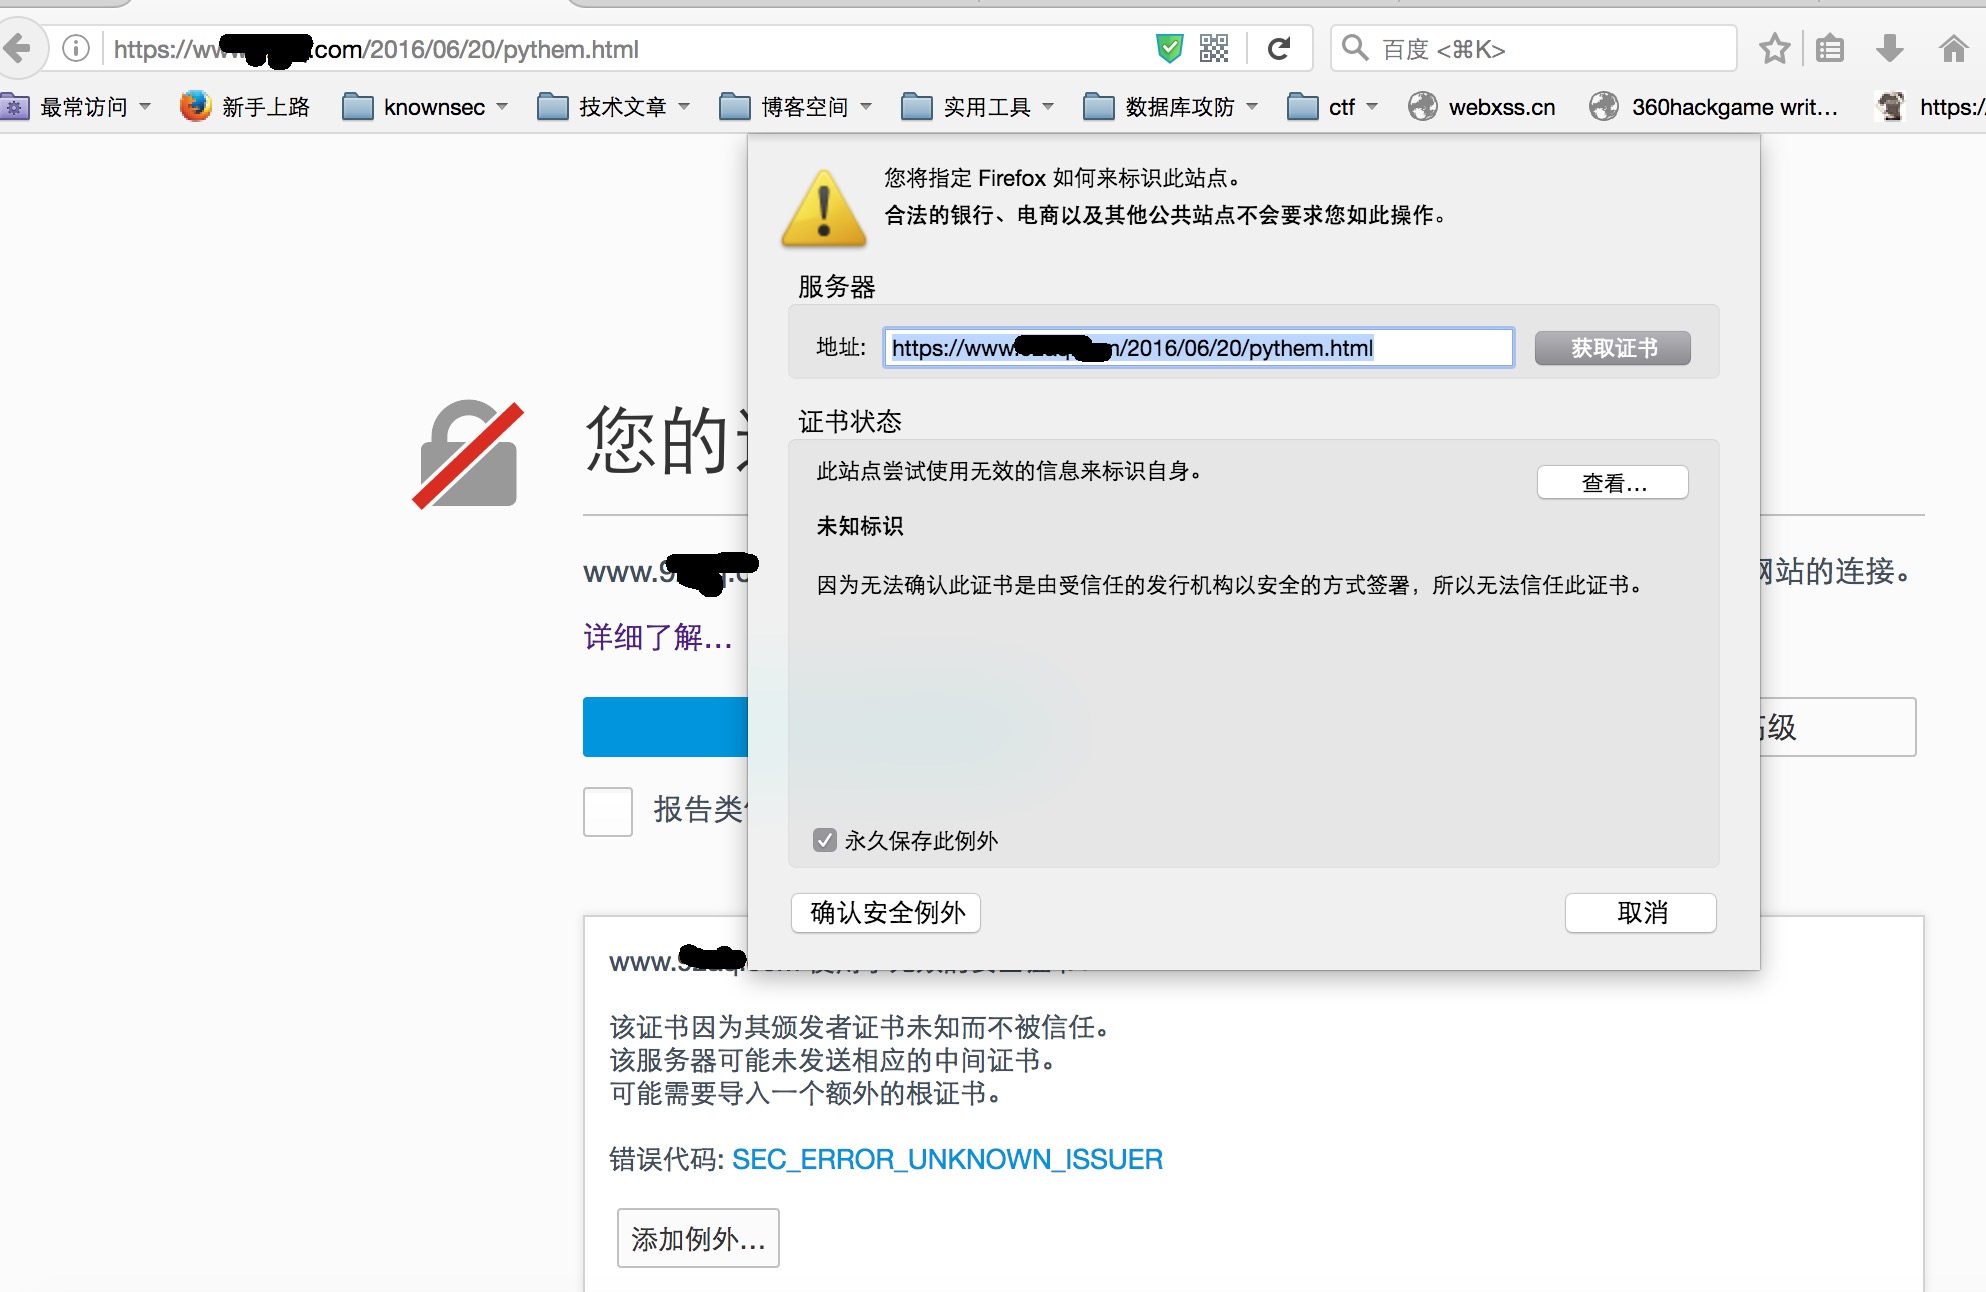 https://ww .com/2016/06/20/pythem.html
百度 <⌘K>
最常访问 新手上路 knownsec 技术文章 博客空间 实用工具 数据库攻防 ctf webxss.cn 360hackgame writ... https:/
您将指定 Firefox 如何来标识此站点。
合法的银行、电商以及其他公共站点不会要求您如此操作。
服务器
地址: https://www. /2016/06/20/pythem.html 获取证书
证书状态
此站点尝试使用无效的信息来标识自身。 查看...
未知标识
因为无法确认此证书是由受信任的发行机构以安全的方式签署，所以无法信任此证书。
永久保存此例外
确认安全例外 取消
您的
www. 网站的连接。
详细了解...
级
报告类
www.
该证书因为其颁发者证书未知而不被信任。
该服务器可能未发送相应的中间证书。
可能需要导入一个额外的根证书。
错误代码: SEC_ERROR_UNKNOWN_ISSUER
添加例外...